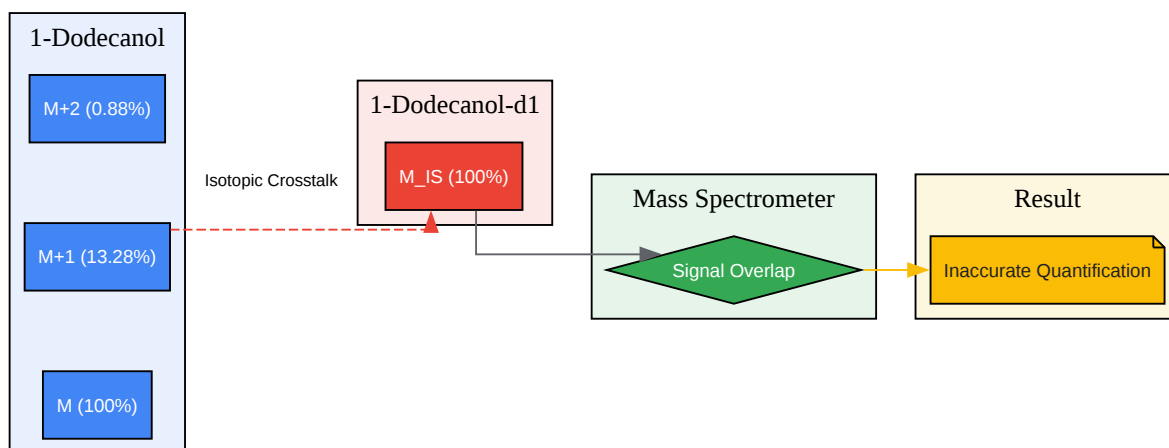 1-Dodecanol
M+2 (0.88%)
M+1 (13.28%)
M (100%)
Isotopic Crosstalk
1-Dodecanol-d1
M_IS (100%)
Mass Spectrometer
Signal Overlap
Result
Inaccurate Quantification